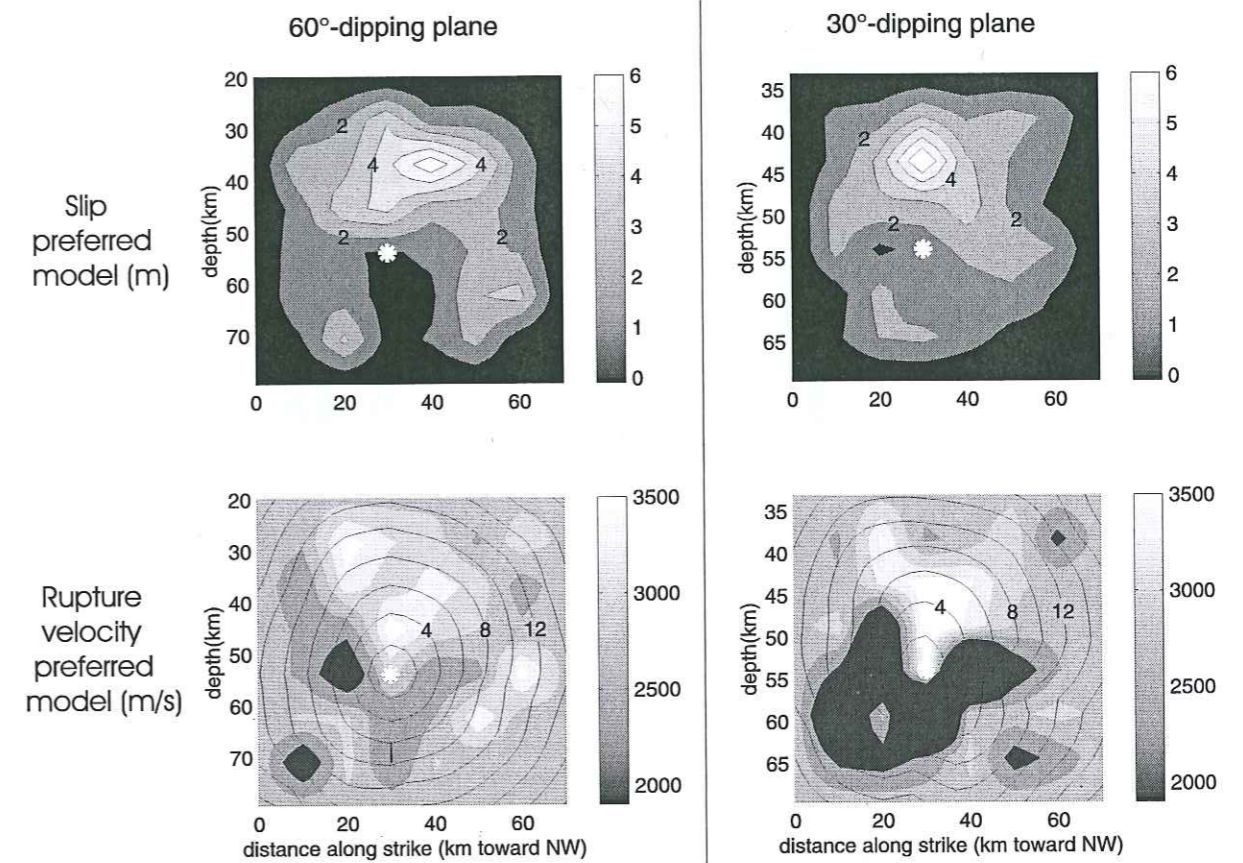 60°-dipping plane
30°-dipping plane
Slip
preferred
model (m)
depth(km)
20
30
40
50
60
70
2
4
4
2
2
0 20 40 60
6
5
4
3
2
1
0
depth(km)
35
40
45
50
55
60
65
2
4
2
2
0 20 40 60
6
5
4
3
2
1
0
Rupture
velocity
preferred
model (m/s)
depth(km)
20
30
40
50
60
70
4 8 12
0 20 40 60
distance along strike (km toward NW)
3500
3000
2500
2000
depth(km)
35
40
45
50
55
60
65
4 8 12
0 20 40 60
distance along strike (km toward NW)
3500
3000
2500
2000